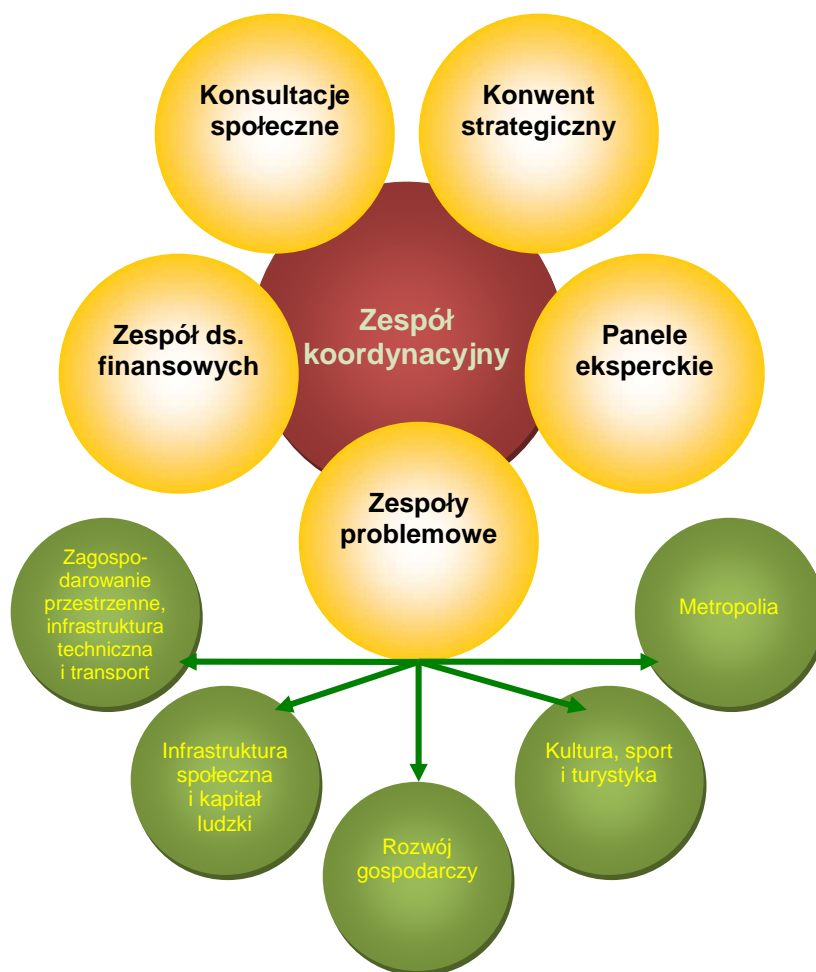 Konsultacje
społeczne
Konwent
strategiczny
Zespół ds.
finansowych
Zespół
koordynacyjny
Panele
eksperckie
Zespoły
problemowe
Zagospo-
darowanie
przestrzenne,
infrastruktura
techniczna
i transport
Metropolia
Infrastruktura
społeczna
i kapitał
ludzki
Kultura, sport
i turystyka
Rozwój
gospodarczy